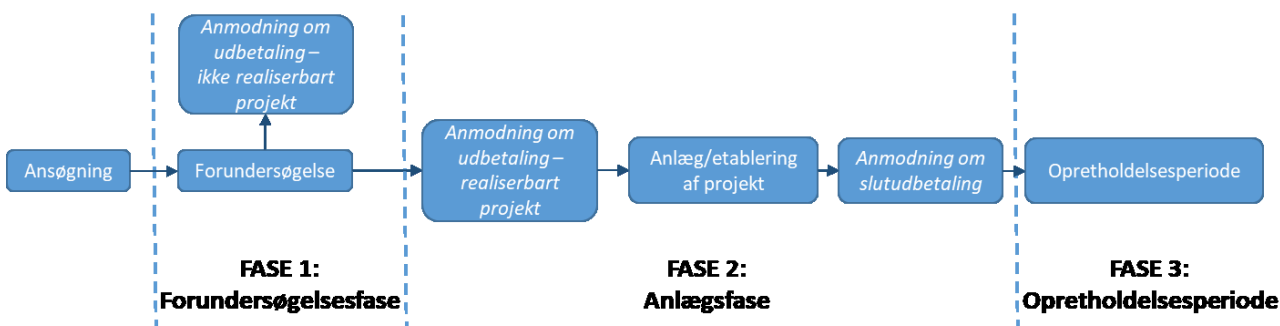 Anmodning om
udbetaling –
ikke realiserbart
projekt
Ansøgning
Forundersøgelse
Anmodning om
udbetaling –
realiserbart
projekt
Anlæg/etablering
af projekt
Anmodning om
slutudbetaling
Opretholdelsesperiode
FASE 1:
Forundersøgelsesfase
FASE 2:
Anlægsfase
FASE 3:
Opretholdelsesperiode